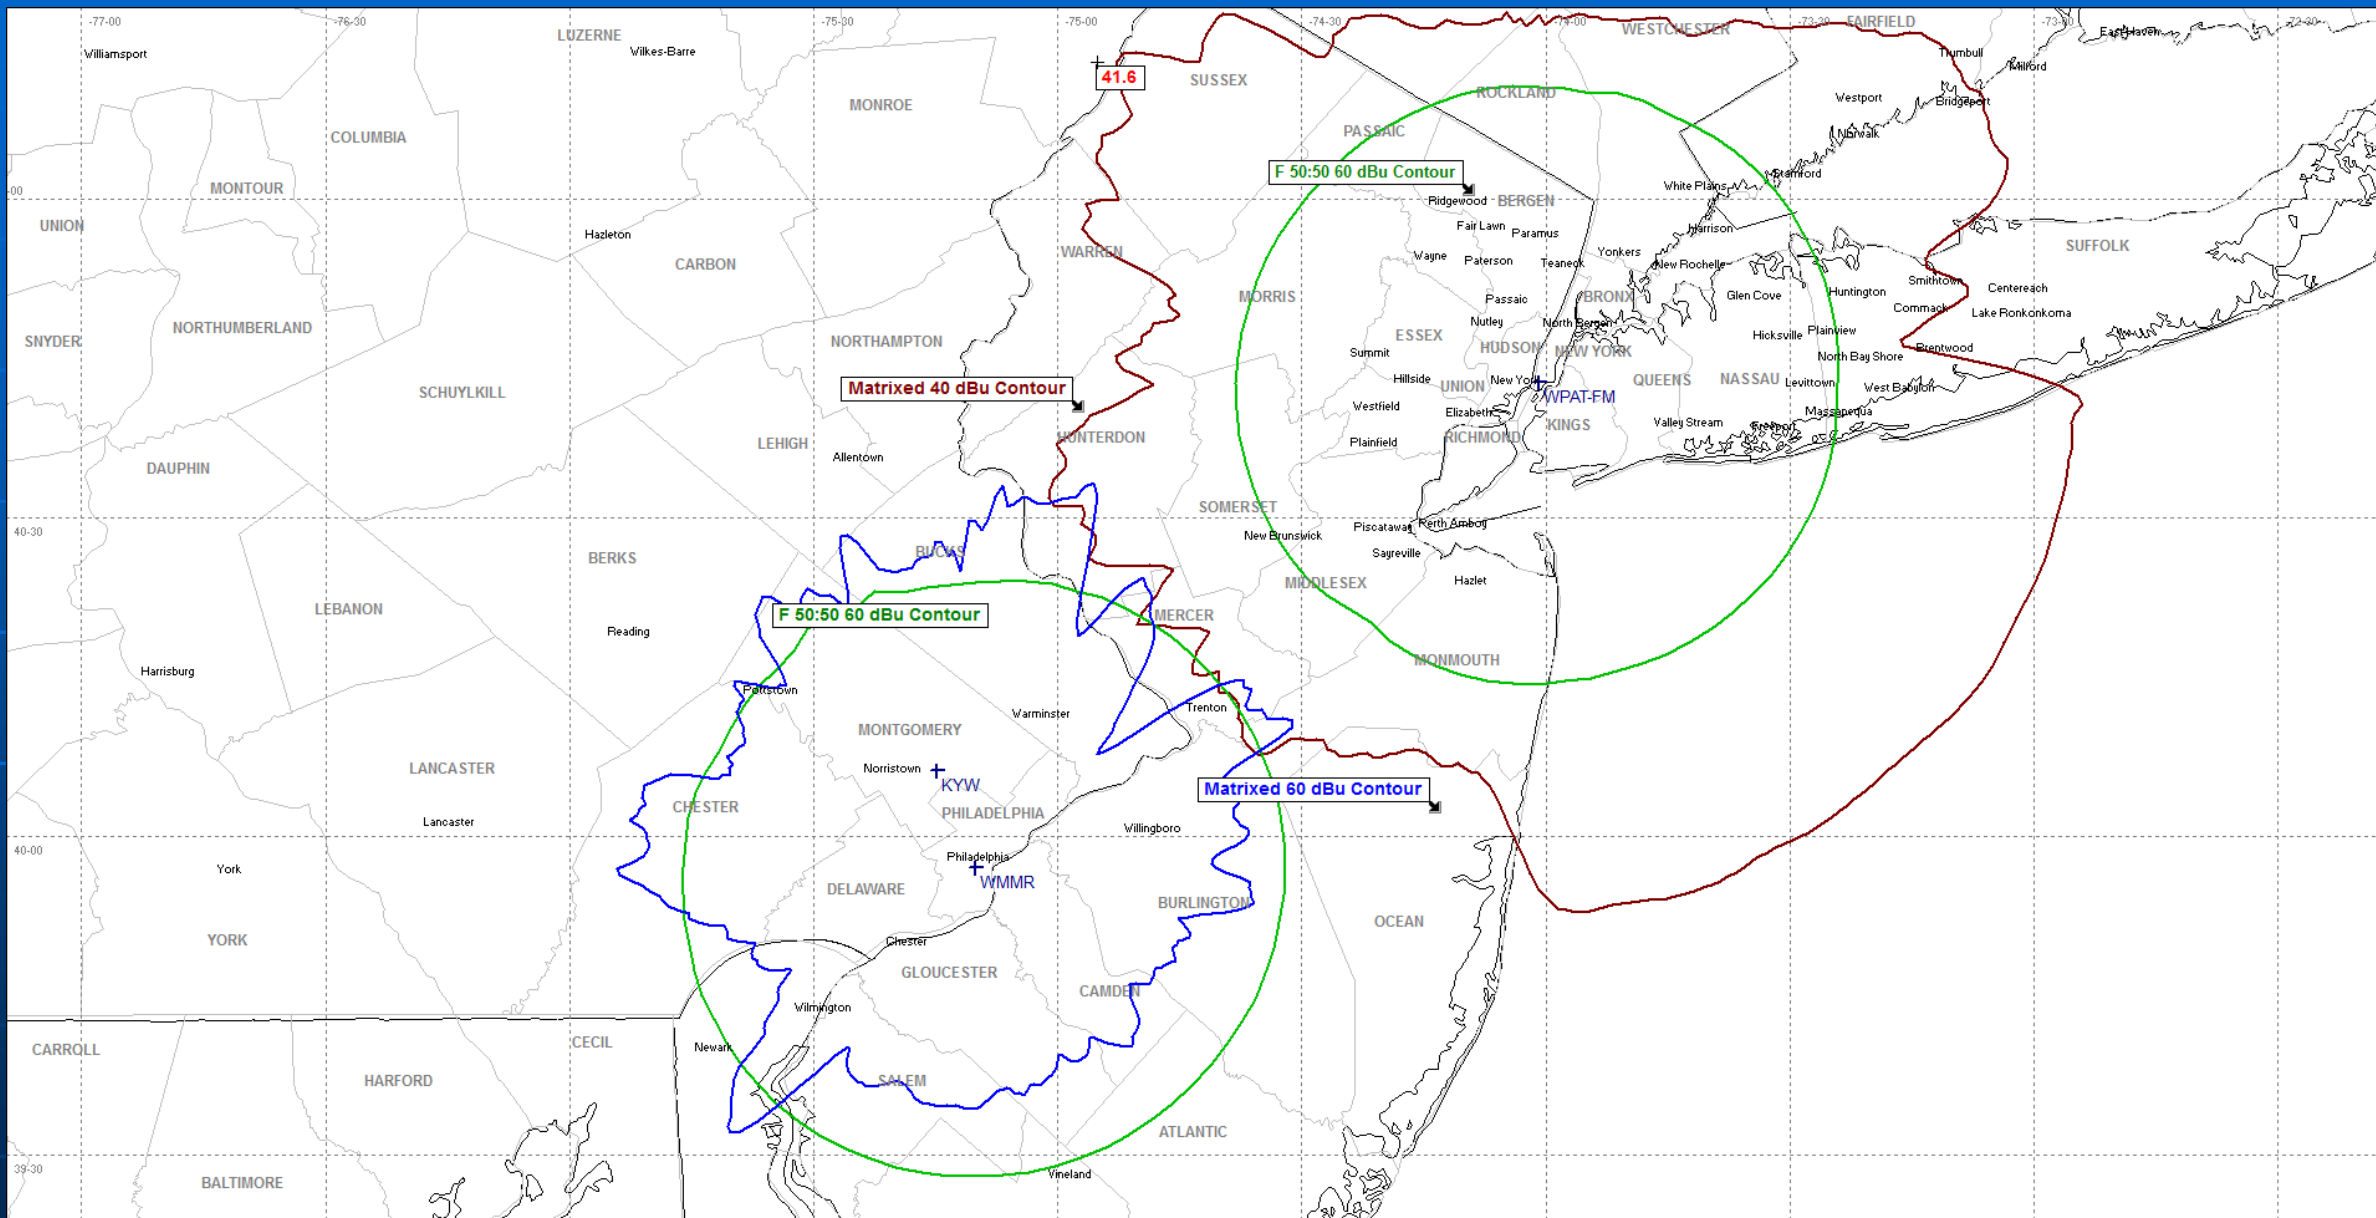 -77-00
-76-30
-75-30
-75-00
-74-30
-74-00
-73-30
-73-00
-72-30
LUZERNE
WESTCHESTER
FAIRFIELD
East Haven
Williamsport
Wilkes-Barre
Trumbull
Milford
41.6
SUSSEX
ROCKLAND
Westport
Bridgeport
MONROE
COLUMBIA
PASSAIC
Norwalk
F 50:50 60 dBu Contour
Stamford
White Plains
-00
MONTOUR
Ridgewood
BERGEN
UNION
Hazleton
Fair Lawn
Paramus
Harrison
SUFFOLK
WARREN
CARBON
Wayne
Paterson
Teaneck
Yonkers
New Rochelle
Smithtown
Centereach
MORRIS
Passaic
BRONX
Glen Cove
Huntington
Commack
Lake Ronkonkoma
NORTHUMBERLAND
Nutley
North Bergen
SNYDER
NORTHAMPTON
ESSEX
HUDSON
NEW YORK
Hicksville
Plainview
Brentwood
Summit
North Bay Shore
Matrixed 40 dBu Contour
Hillside
UNION
New York
QUEENS
NASSAU
Levittown
West Babylon
SCHUYLKILL
WPAT-FM
Westfield
Elizabeth
Massapequa
KINGS
Valley Stream
Freeport
LEHIGH
HUNTERDON
Plainfield
RICHMOND
Allentown
DAUPHIN
SOMERSET
40-30
New Brunswick
Piscataway
Perth Amboy
BERKS
BUCKS
Sayreville
MIDDLESEX
Hazlet
LEBANON
F 50:50 60 dBu Contour
MERCER
Reading
MONMOUTH
Harrisburg
Pottstown
Warminster
Trenton
MONTGOMERY
LANCASTER
Norristown
KYW
Matrixed 60 dBu Contour
CHESTER
PHILADELPHIA
Lancaster
Willingboro
40-00
York
Philadelphia
WMMR
DELAWARE
BURLINGTON
OCEAN
YORK
Chester
GLOUCESTER
CAMDEN
Wilmington
CARROLL
CECIL
Newark
HARFORD
SALEM
ATLANTIC
39-30
Vineland
BALTIMORE